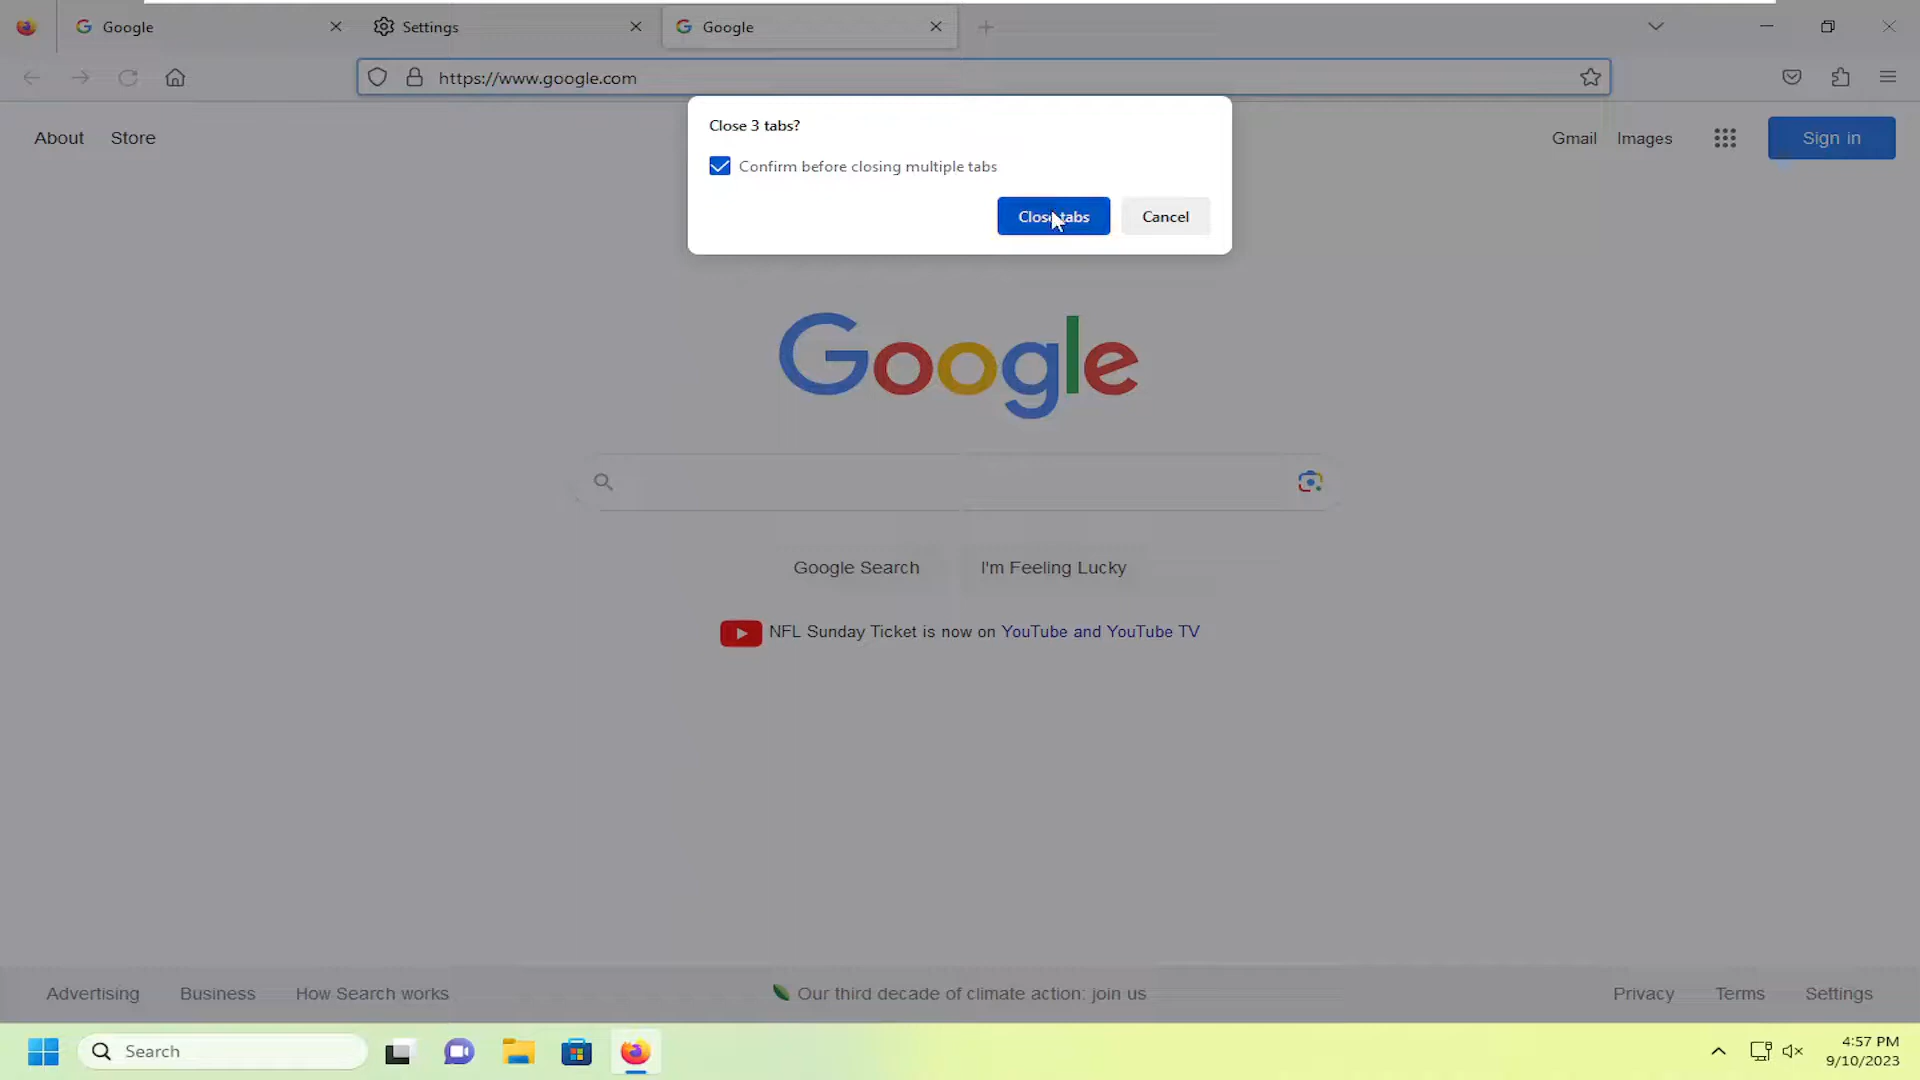 Google
Settings
Google
https://www.google.com
About
Store
Gmail
Images
Sign in
Close 3 tabs?
Confirm before closing multiple tabs
Close tabs
Cancel
Google
Google Search
I'm Feeling Lucky
NFL Sunday Ticket is now on YouTube and YouTube TV
Advertising
Business
How Search works
Our third decade of climate action: join us
Privacy
Terms
Settings
Search
4:57 PM
9/10/2023